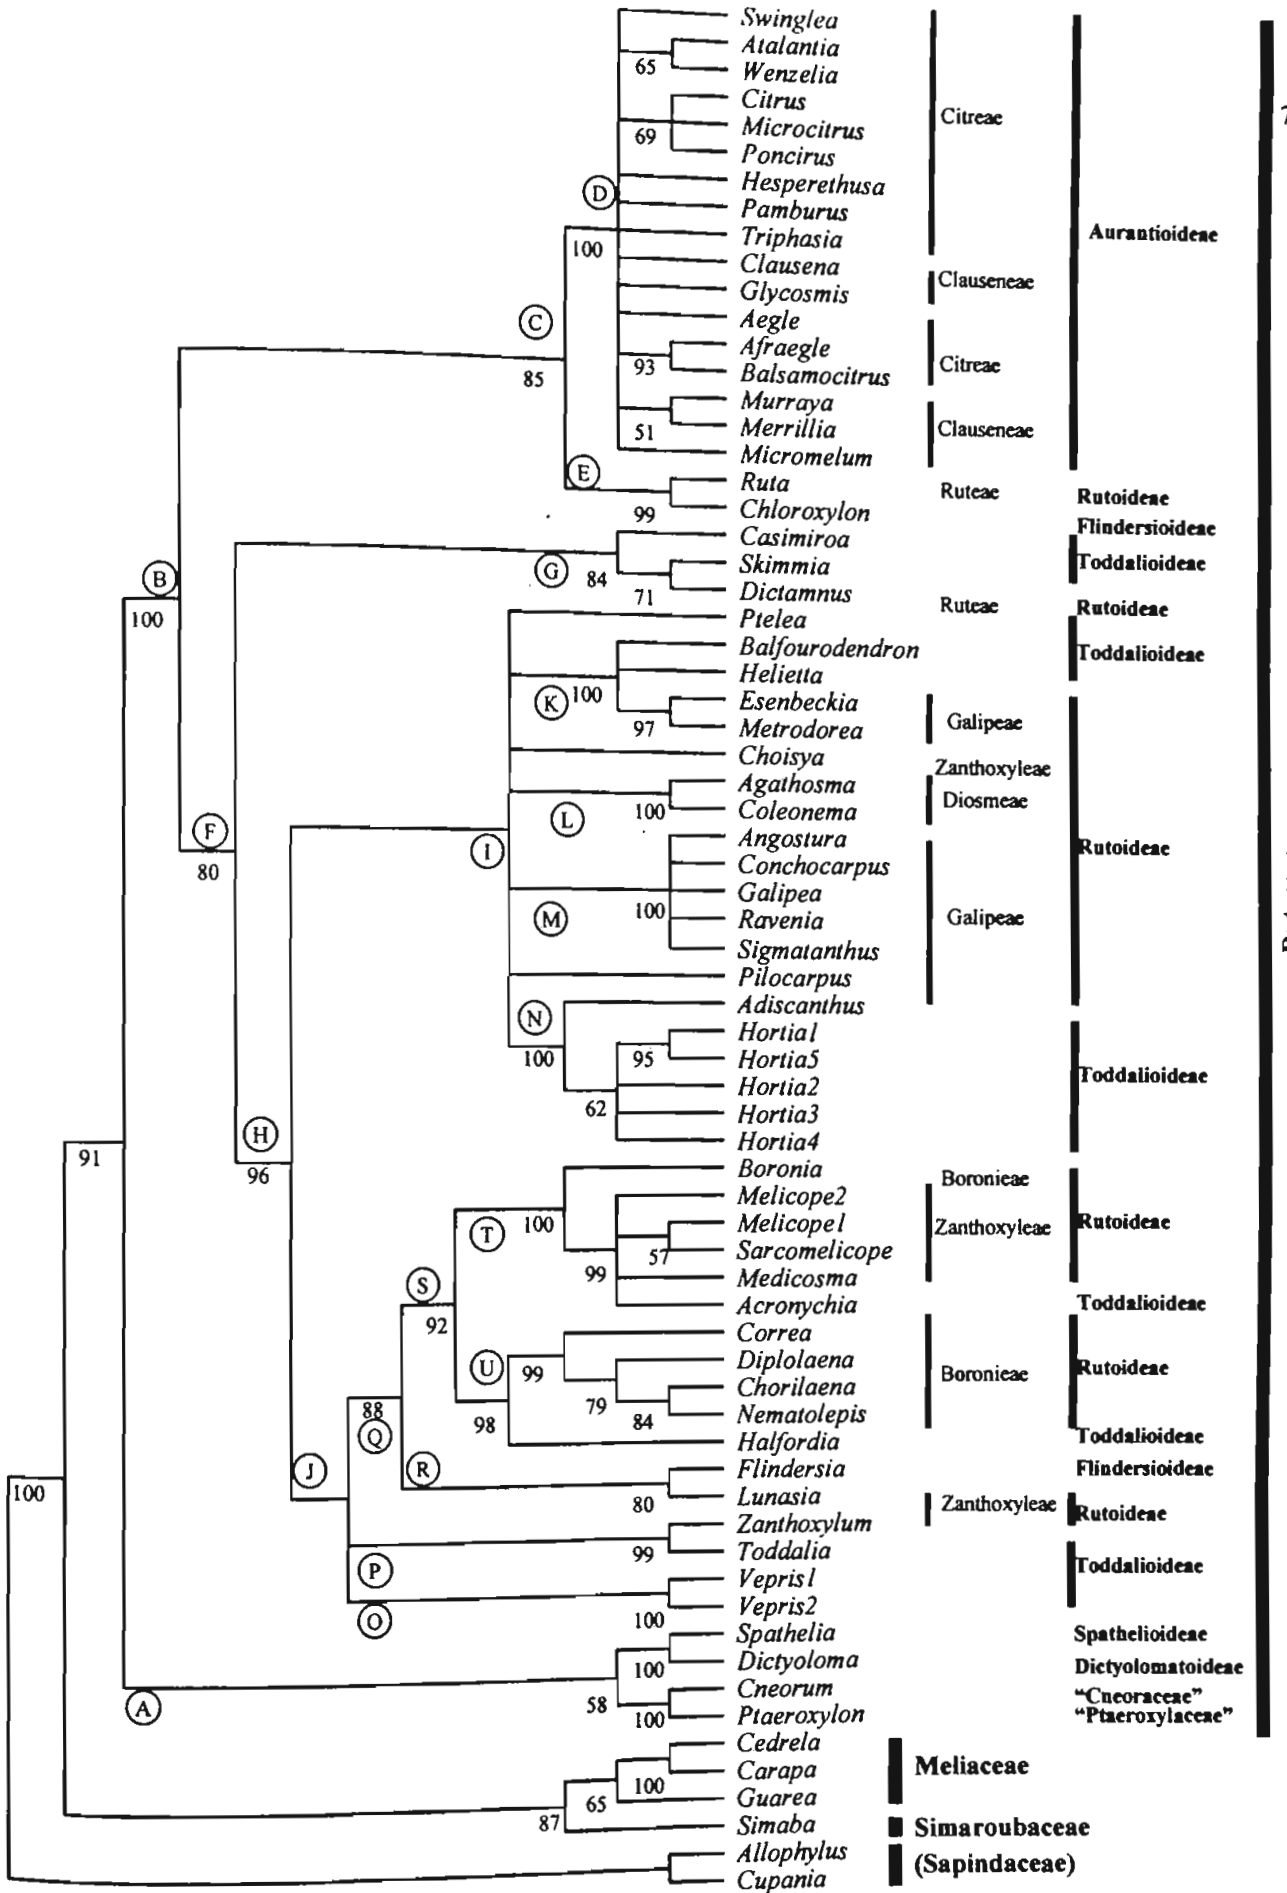 Swinglea
Atalantia
65
Wenzelia
Citrus
Citreae
Microcitrus
69
Poncirus
Hesperethusa
D
Pamburus
Triphasia
Aurantioideae
100
Clausena
Clauseneae
Glycosmis
Aegle
C
Afraegle
93
Citreae
85
Balsamocitrus
Murraya
Merrillia
Clauseneae
51
Micromelum
E
Ruta
Ruteae
Rutoideae
99
Chloroxylon
Flindersioideae
Casimiroa
Skimmia
Toddalioideae
G
84
B
71
Dictamnus
Ruteae
Rutoideae
100
Ptelea
Balfourodendron
Toddalioideae
Helietta
K
100
Esenbeckia
Galipeae
97
Metrodorea
Choisya
Zanthoxyleae
Agathosma
Diosmeae
L
100
Coleonema
F
Angostura
I
Rutoideae
80
Conchocarpus
Galipea
M
100
Ravenia
Galipeae
Sigmatanthus
Pilocarpus
N
Adiscanthus
100
Hortia1
95
Hortia5
Toddalioideae
Hortia2
62
Hortia3
H
Hortia4
91
96
Boronia
Boronieae
Melicope2
T
100
Melicope1
Zanthoxyleae
Rutoideae
57
Sarcomelicope
S
99
Medicosma
92
Acronychia
Toddalioideae
Correa
U
99
Diplolaena
Boronieae
Rutoideae
79
Chorilaena
88
98
84
Nematolepis
Q
Halfordia
Toddalioideae
J
R
Flindersia
Flindersioideae
100
80
Lunasia
Zanthoxyleae
Rutoideae
Zanthoxylum
99
Toddalia
Toddalioideae
P
Vepris1
O
100
Vepris2
Spathelia
Spathelioideae
100
Dictyoloma
Dictyolomatoideae
A
58
Cneorum
“Cneoraceae”
100
Ptaeroxylon
“Ptaeroxylaceae”
Cedrela
Carapa
Meliaceae
100
65
Guarea
87
Simaba
Simaroubaceae
Allophylus
(Sapindaceae)
Cupania